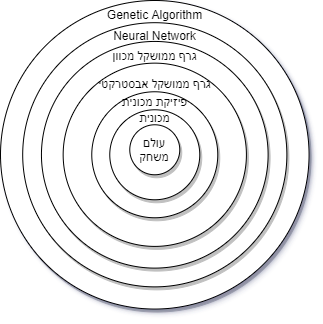 Genetic Algorithm
Neural Network
גרף ממושקל מכוון
גרף ממושקל אבסטרקטי
פיזיקת מכונית
מכונית
עולם
משחק